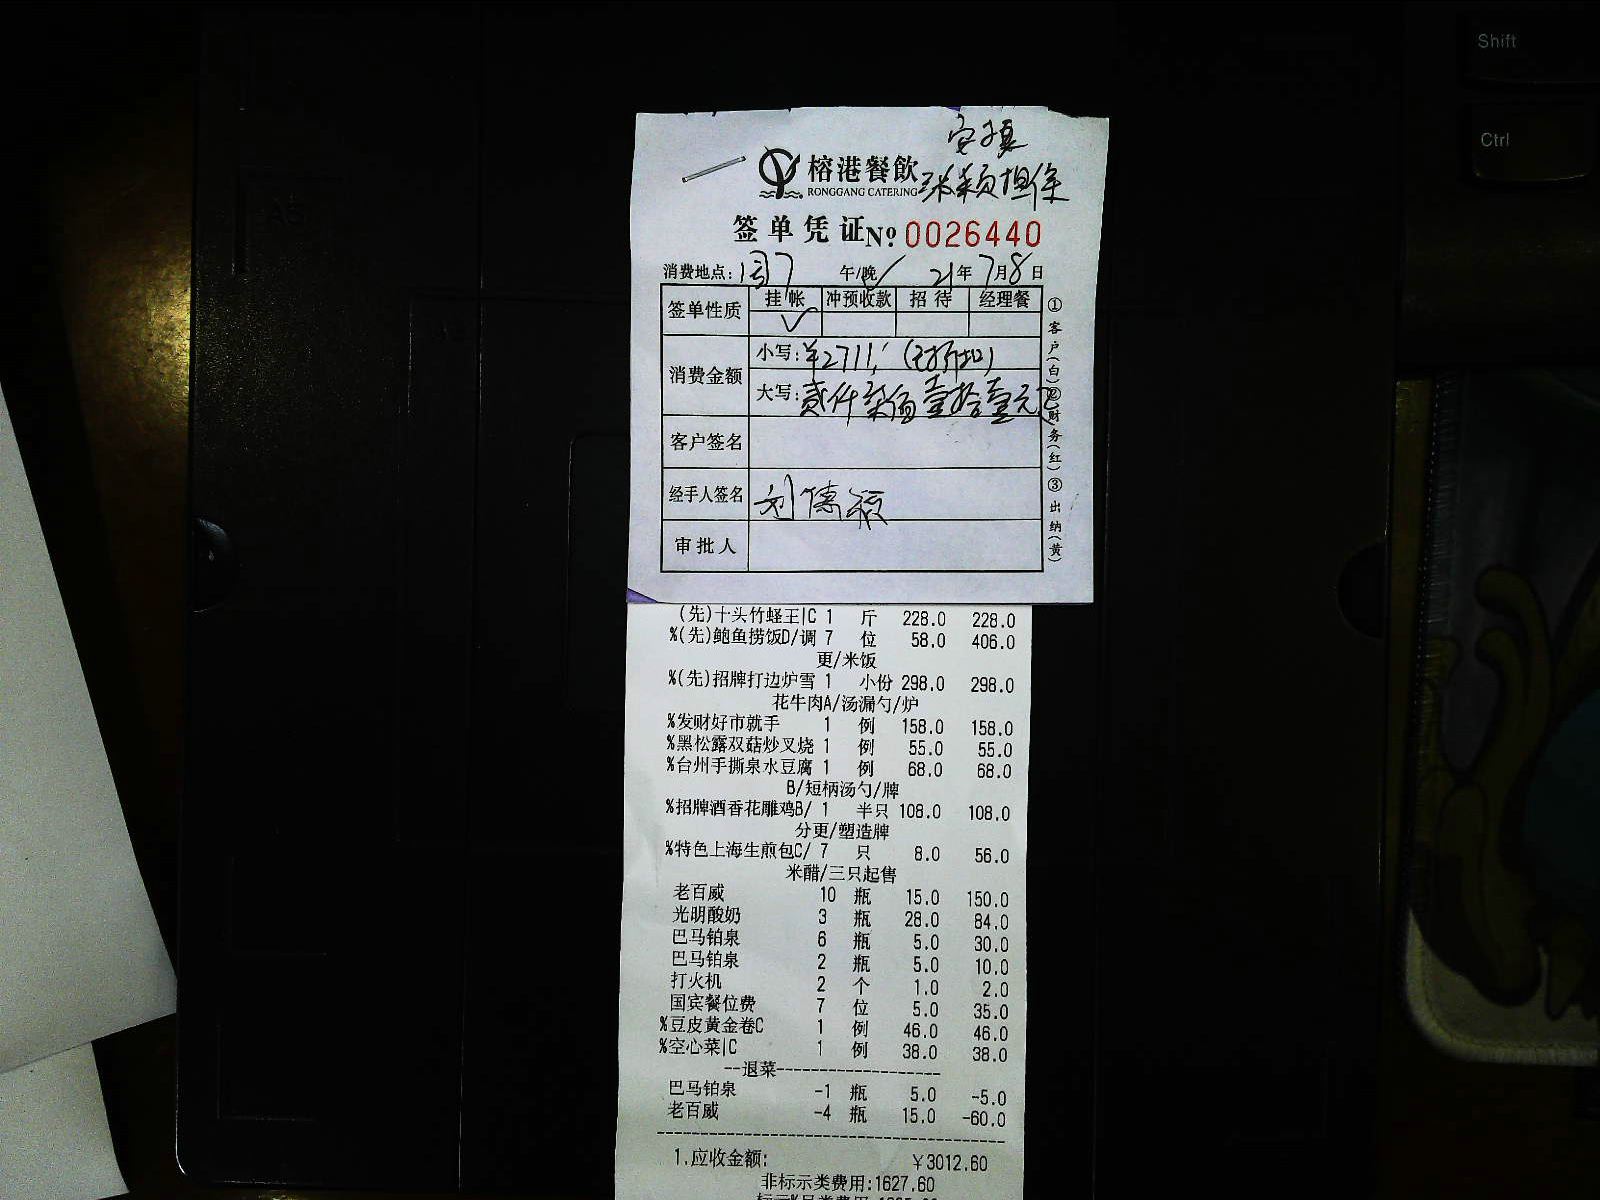 Shift
Ctrl
安排
张颖担保
榕港餐飲
RONGGANG CATERING
签单凭证 № 0026440
消费地点: 1号7 午/晚✓ 21年7月8日
签单性质 挂帐 冲预收款 招待 经理餐
✓
消费金额 小写:¥2711, (已折扣)
大写:贰仟柒佰壹拾壹元
客户签名
经手人签名 刘德
审批人
①客户(白)②财务(红)③出纳(黄)
(先)十头竹蛏王|C 1 斤 228.0 228.0
%(先)鲍鱼捞饭D/调 7 位 58.0 406.0
更/米饭
%(先)招牌打边炉雪 1 小份 298.0 298.0
花牛肉A/汤漏勺/炉
%发财好市就手 1 例 158.0 158.0
%黑松露双菇炒叉烧 1 例 55.0 55.0
%台州手撕泉水豆腐 1 例 68.0 68.0
B/短柄汤勺/牌
%招牌酒香花雕鸡B/ 1 半只 108.0 108.0
分更/塑造牌
%特色上海生煎包C/ 7 只 8.0 56.0
米醋/三只起售
老百威 10 瓶 15.0 150.0
光明酸奶 3 瓶 28.0 84.0
巴马铂泉 6 瓶 5.0 30.0
巴马铂泉 2 瓶 5.0 10.0
打火机 2 个 1.0 2.0
国宾餐位费 7 位 5.0 35.0
%豆皮黄金卷C 1 例 46.0 46.0
%空心菜|C 1 例 38.0 38.0
--退菜--------------------
巴马铂泉 -1 瓶 5.0 -5.0
老百威 -4 瓶 15.0 -60.0
1.应收金额: ¥3012.60
非标示类费用:1627.60